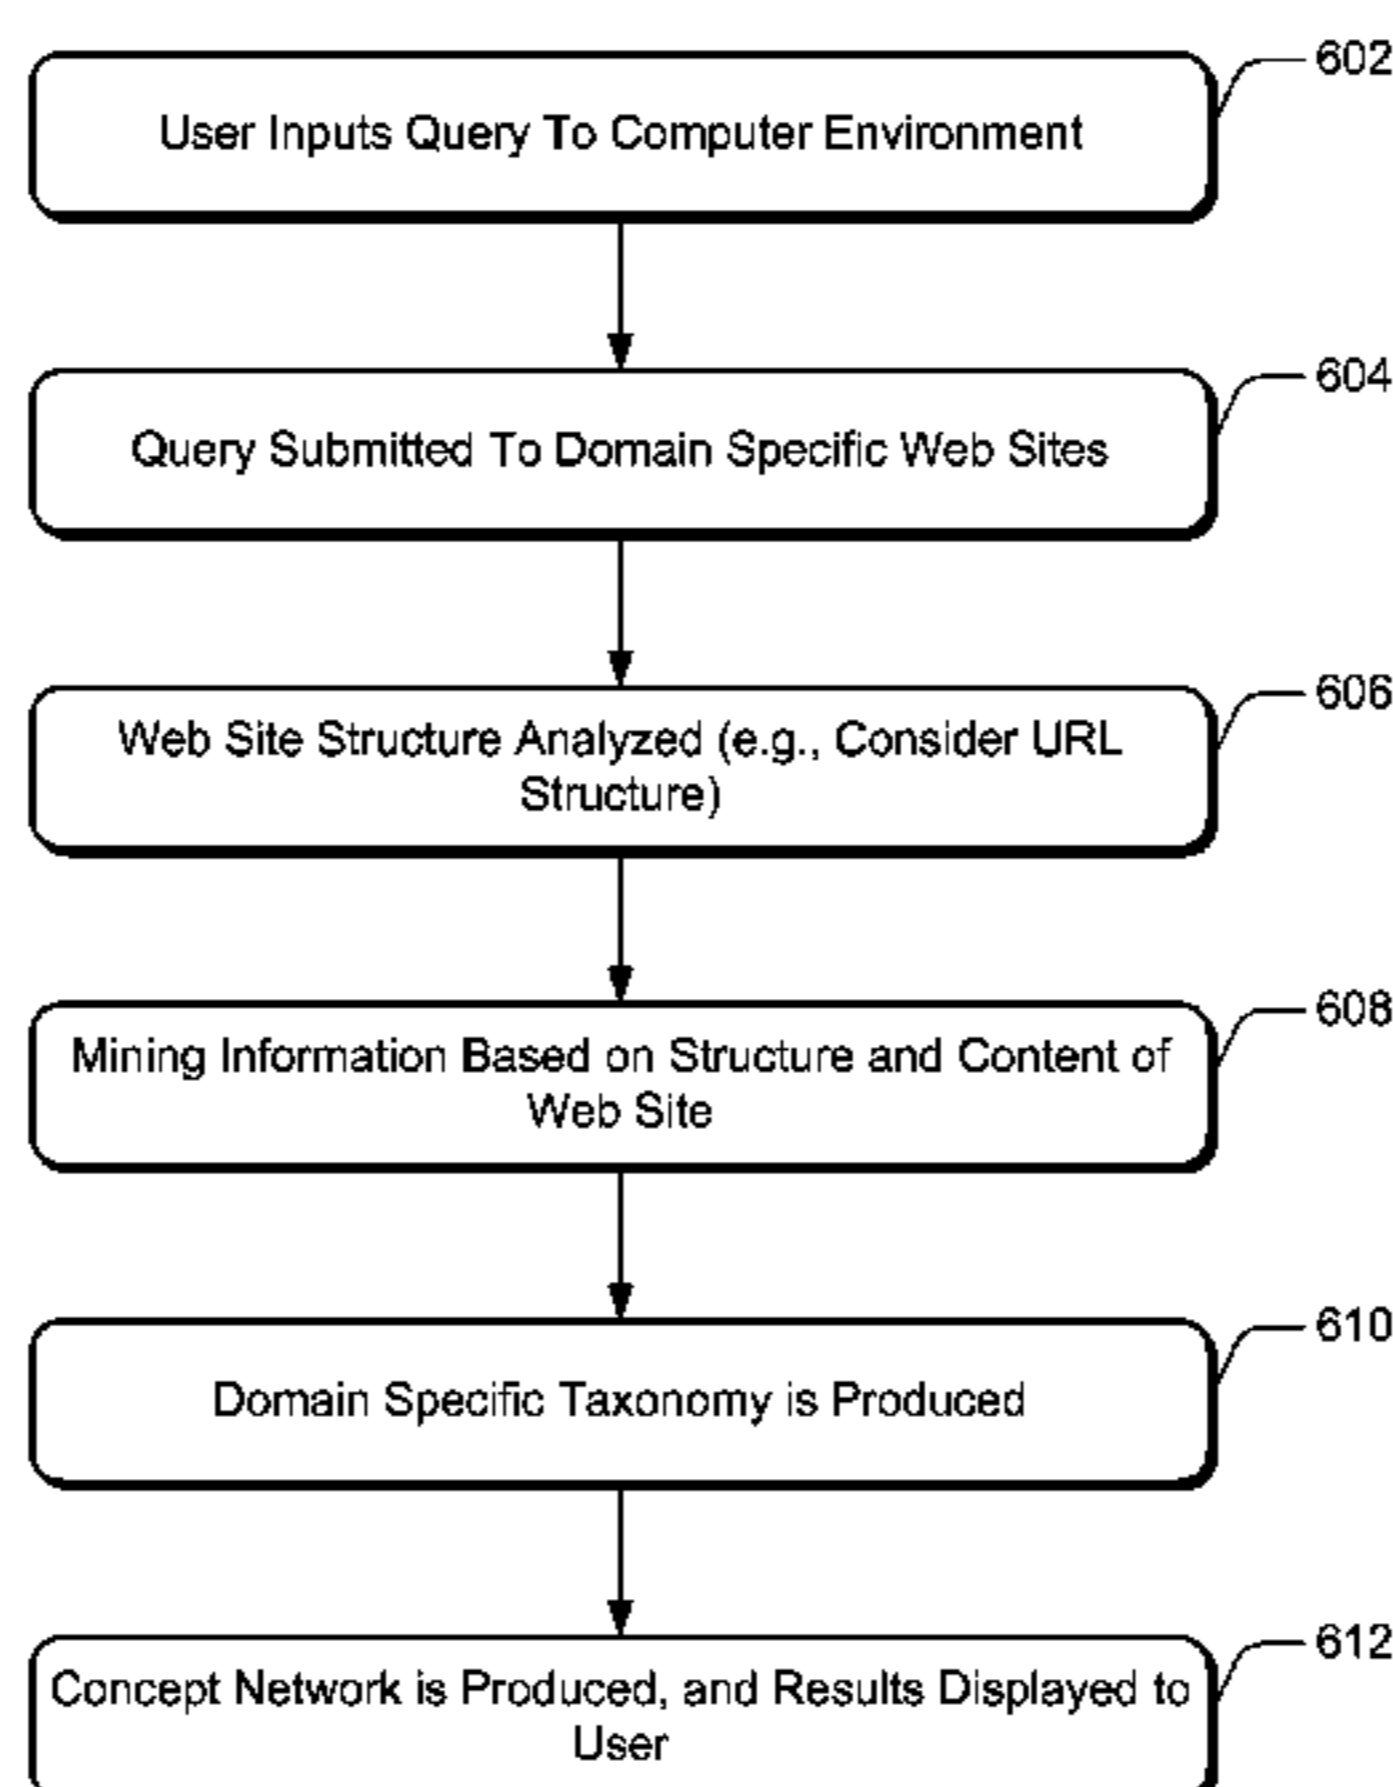 602
User Inputs Query To Computer Environment
604
Query Submitted To Domain Specific Web Sites
606
Web Site Structure Analyzed (e.g., Consider URL
Structure)
608
Mining Information Based on Structure and Content of
Web Site
610
Domain Specific Taxonomy is Produced
612
Concept Network is Produced, and Results Displayed to
User